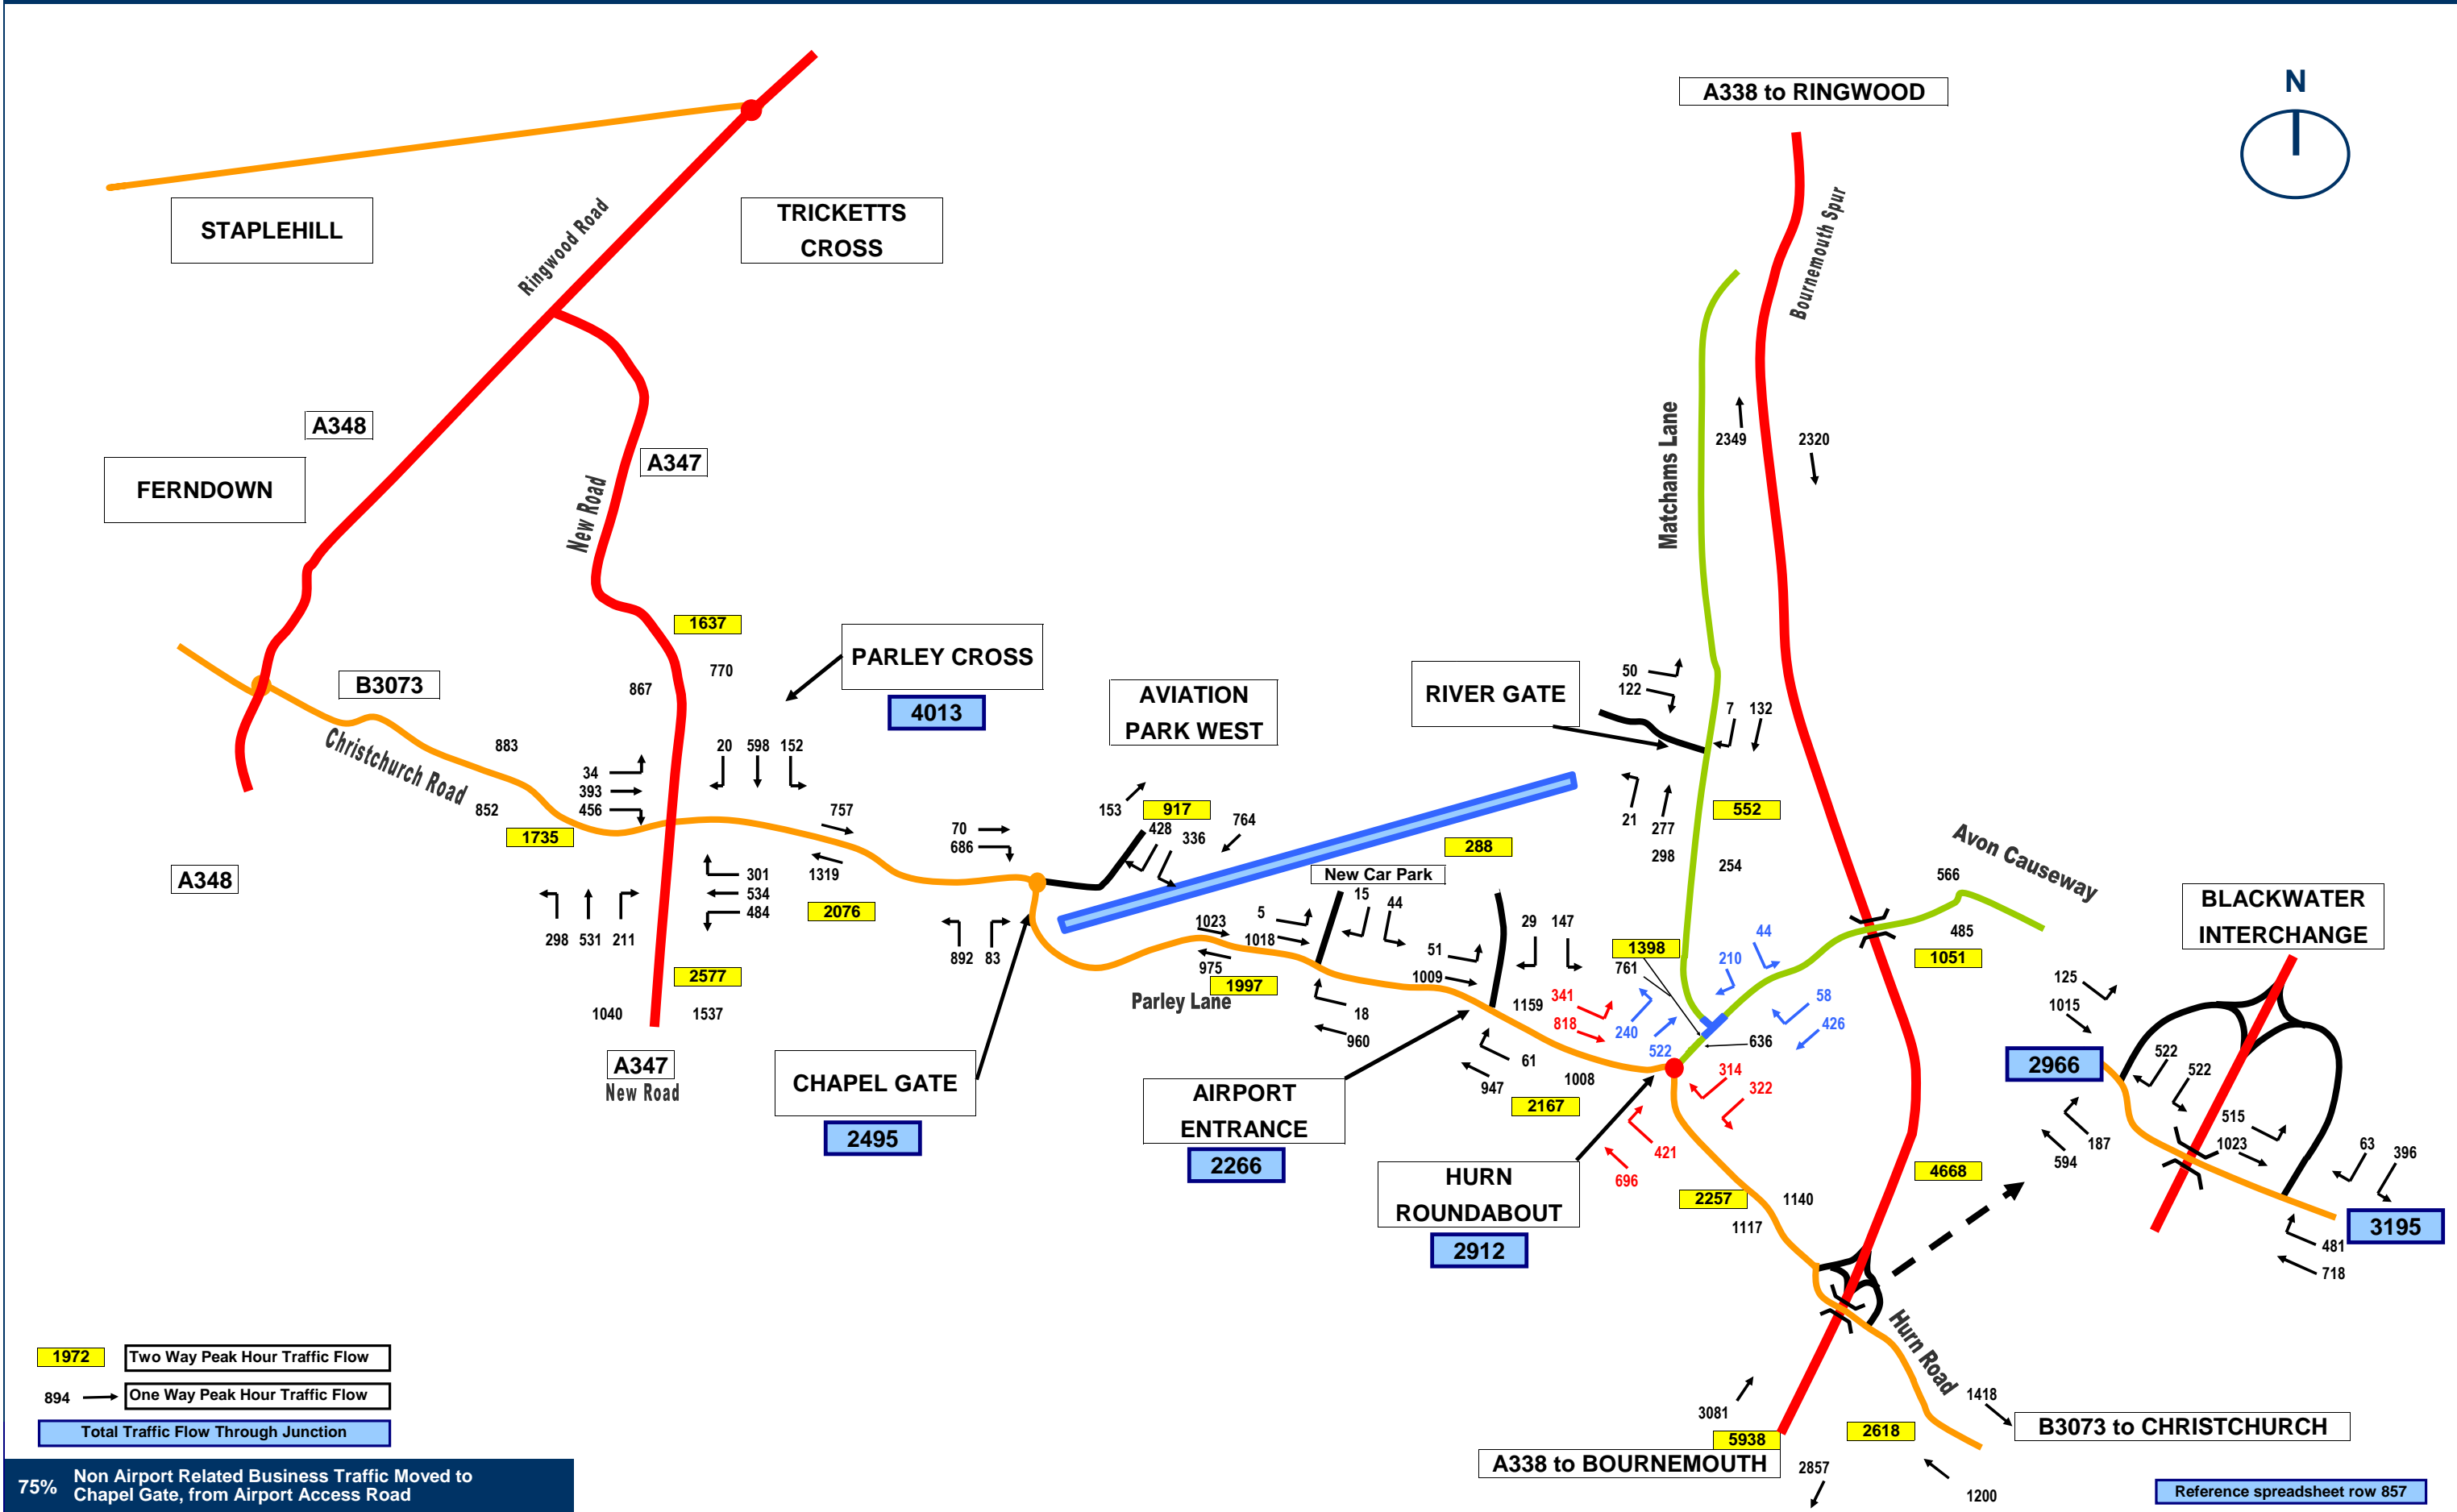 A338 to RINGWOOD
N
STAPLEHILL
TRICKETTS
CROSS
Ringwood Road
Bournemouth Spur
A348
A347
FERNDOWN
New Road
Matchams Lane
2349
2320
1637
770
867
PARLEY CROSS
4013
B3073
Christchurch Road
883
852
1735
34
393
456
20 598 152
757
1319
2076
301
534
484
298 531 211
2577
1040
1537
A347
New Road
A348
AVIATION
PARK WEST
153
917
428
336
764
70
686
892 83
CHAPEL GATE
2495
288
New Car Park
15
44
5
1018
1023
975
1997
Parley Lane
18
960
51
1009
29 147
1159
61
947
1008
2167
AIRPORT
ENTRANCE
2266
RIVER GATE
50
122
7 132
21
277
298
254
552
1398
761
210
44
58
426
240
522
636
341
818
314
322
421
696
HURN
ROUNDABOUT
2912
Avon Causeway
566
485
1051
4668
2257
1140
1117
BLACKWATER
INTERCHANGE
125
1015
2966
522
522
515
1023
187
594
63 396
3195
481
718
Hurn Road
3081
5938
A338 to BOURNEMOUTH
2857
2618
1418
B3073 to CHRISTCHURCH
1200
1972 Two Way Peak Hour Traffic Flow
894 One Way Peak Hour Traffic Flow
Total Traffic Flow Through Junction
75% Non Airport Related Business Traffic Moved to
Chapel Gate, from Airport Access Road
Reference spreadsheet row 857